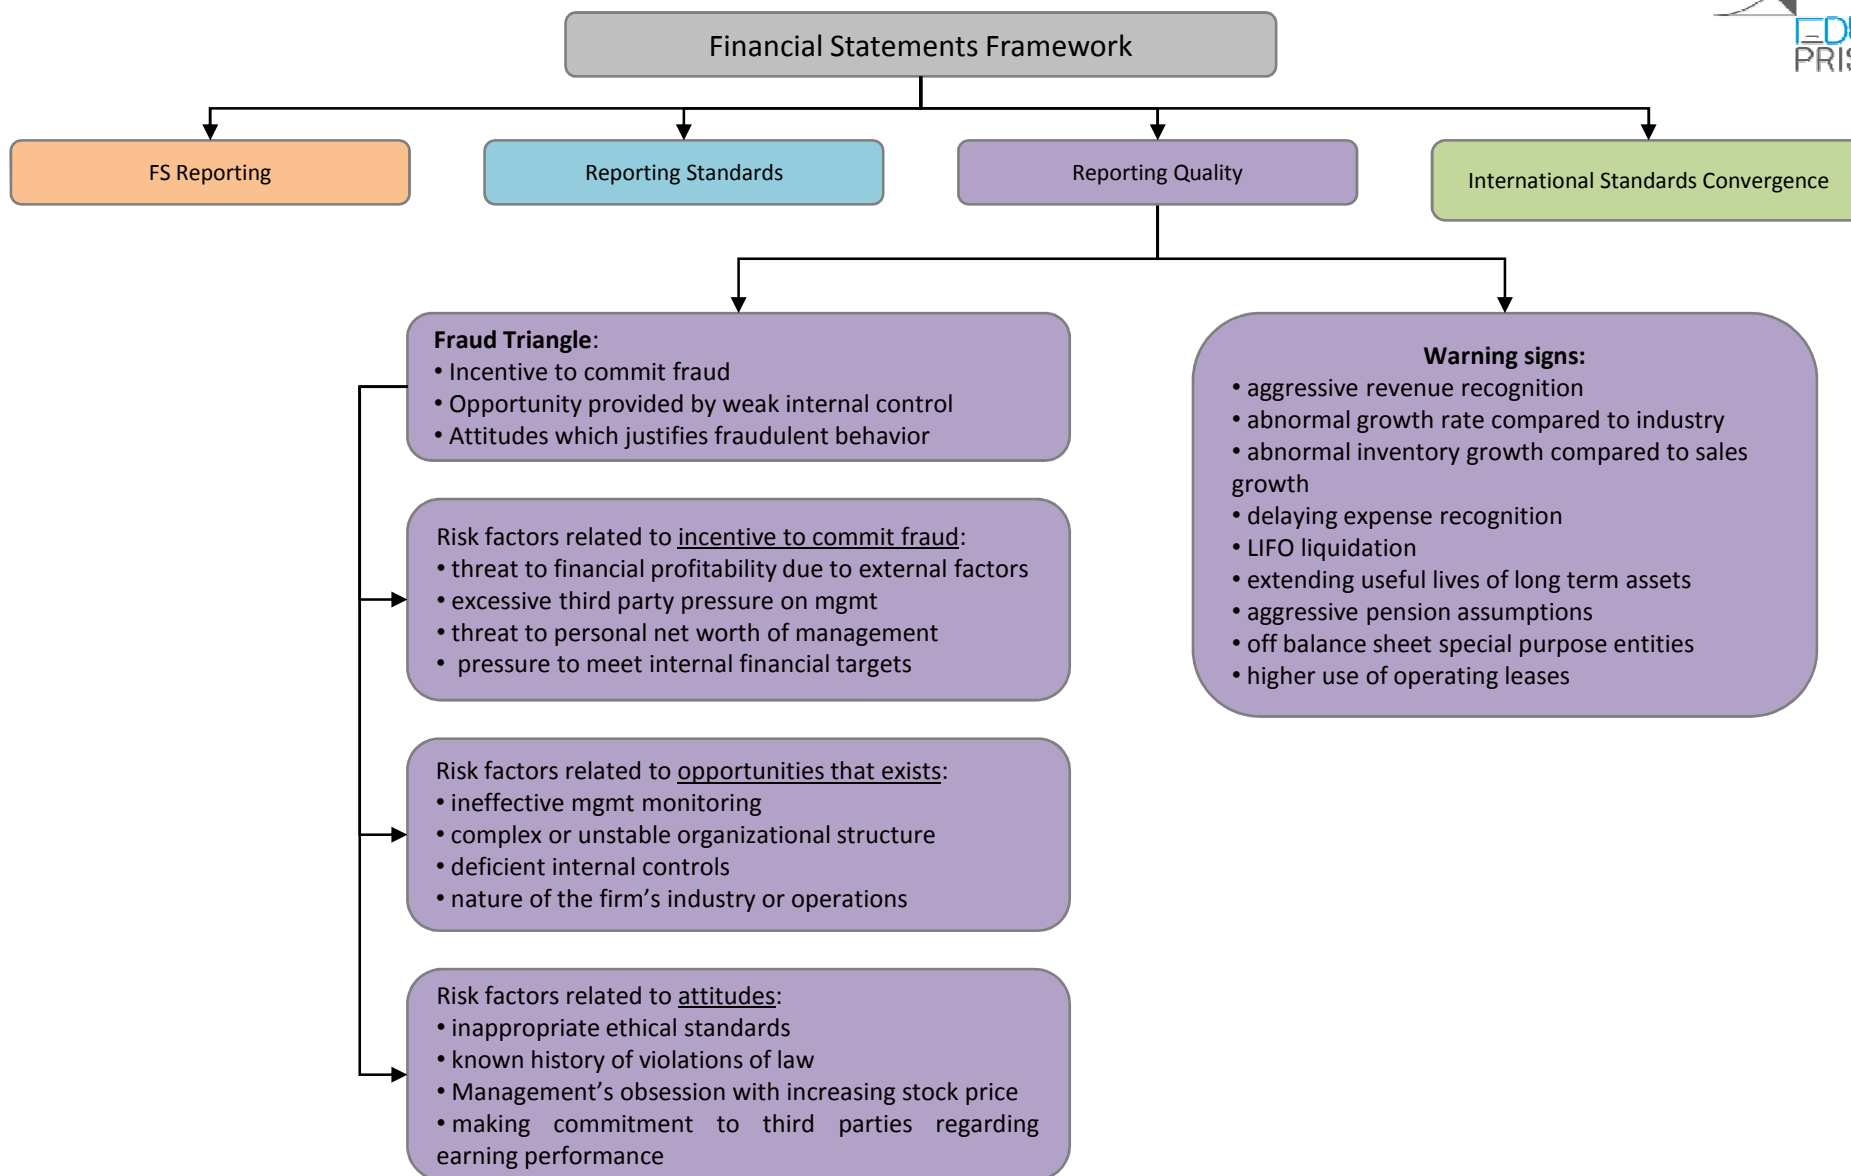 Financial Statements Framework
FS Reporting
Reporting Standards
Reporting Quality
International Standards Convergence
Fraud Triangle:
• Incentive to commit fraud
• Opportunity provided by weak internal control
• Attitudes which justifies fraudulent behavior
Risk factors related to incentive to commit fraud:
• threat to financial profitability due to external factors
• excessive third party pressure on mgmt
• threat to personal net worth of management
• pressure to meet internal financial targets
Risk factors related to opportunities that exists:
• ineffective mgmt monitoring
• complex or unstable organizational structure
• deficient internal controls
• nature of the firm’s industry or operations
Risk factors related to attitudes:
• inappropriate ethical standards
• known history of violations of law
• Management’s obsession with increasing stock price
• making commitment to third parties regarding
earning performance
Warning signs:
• aggressive revenue recognition
• abnormal growth rate compared to industry
• abnormal inventory growth compared to sales
growth
• delaying expense recognition
• LIFO liquidation
• extending useful lives of long term assets
• aggressive pension assumptions
• off balance sheet special purpose entities
• higher use of operating leases